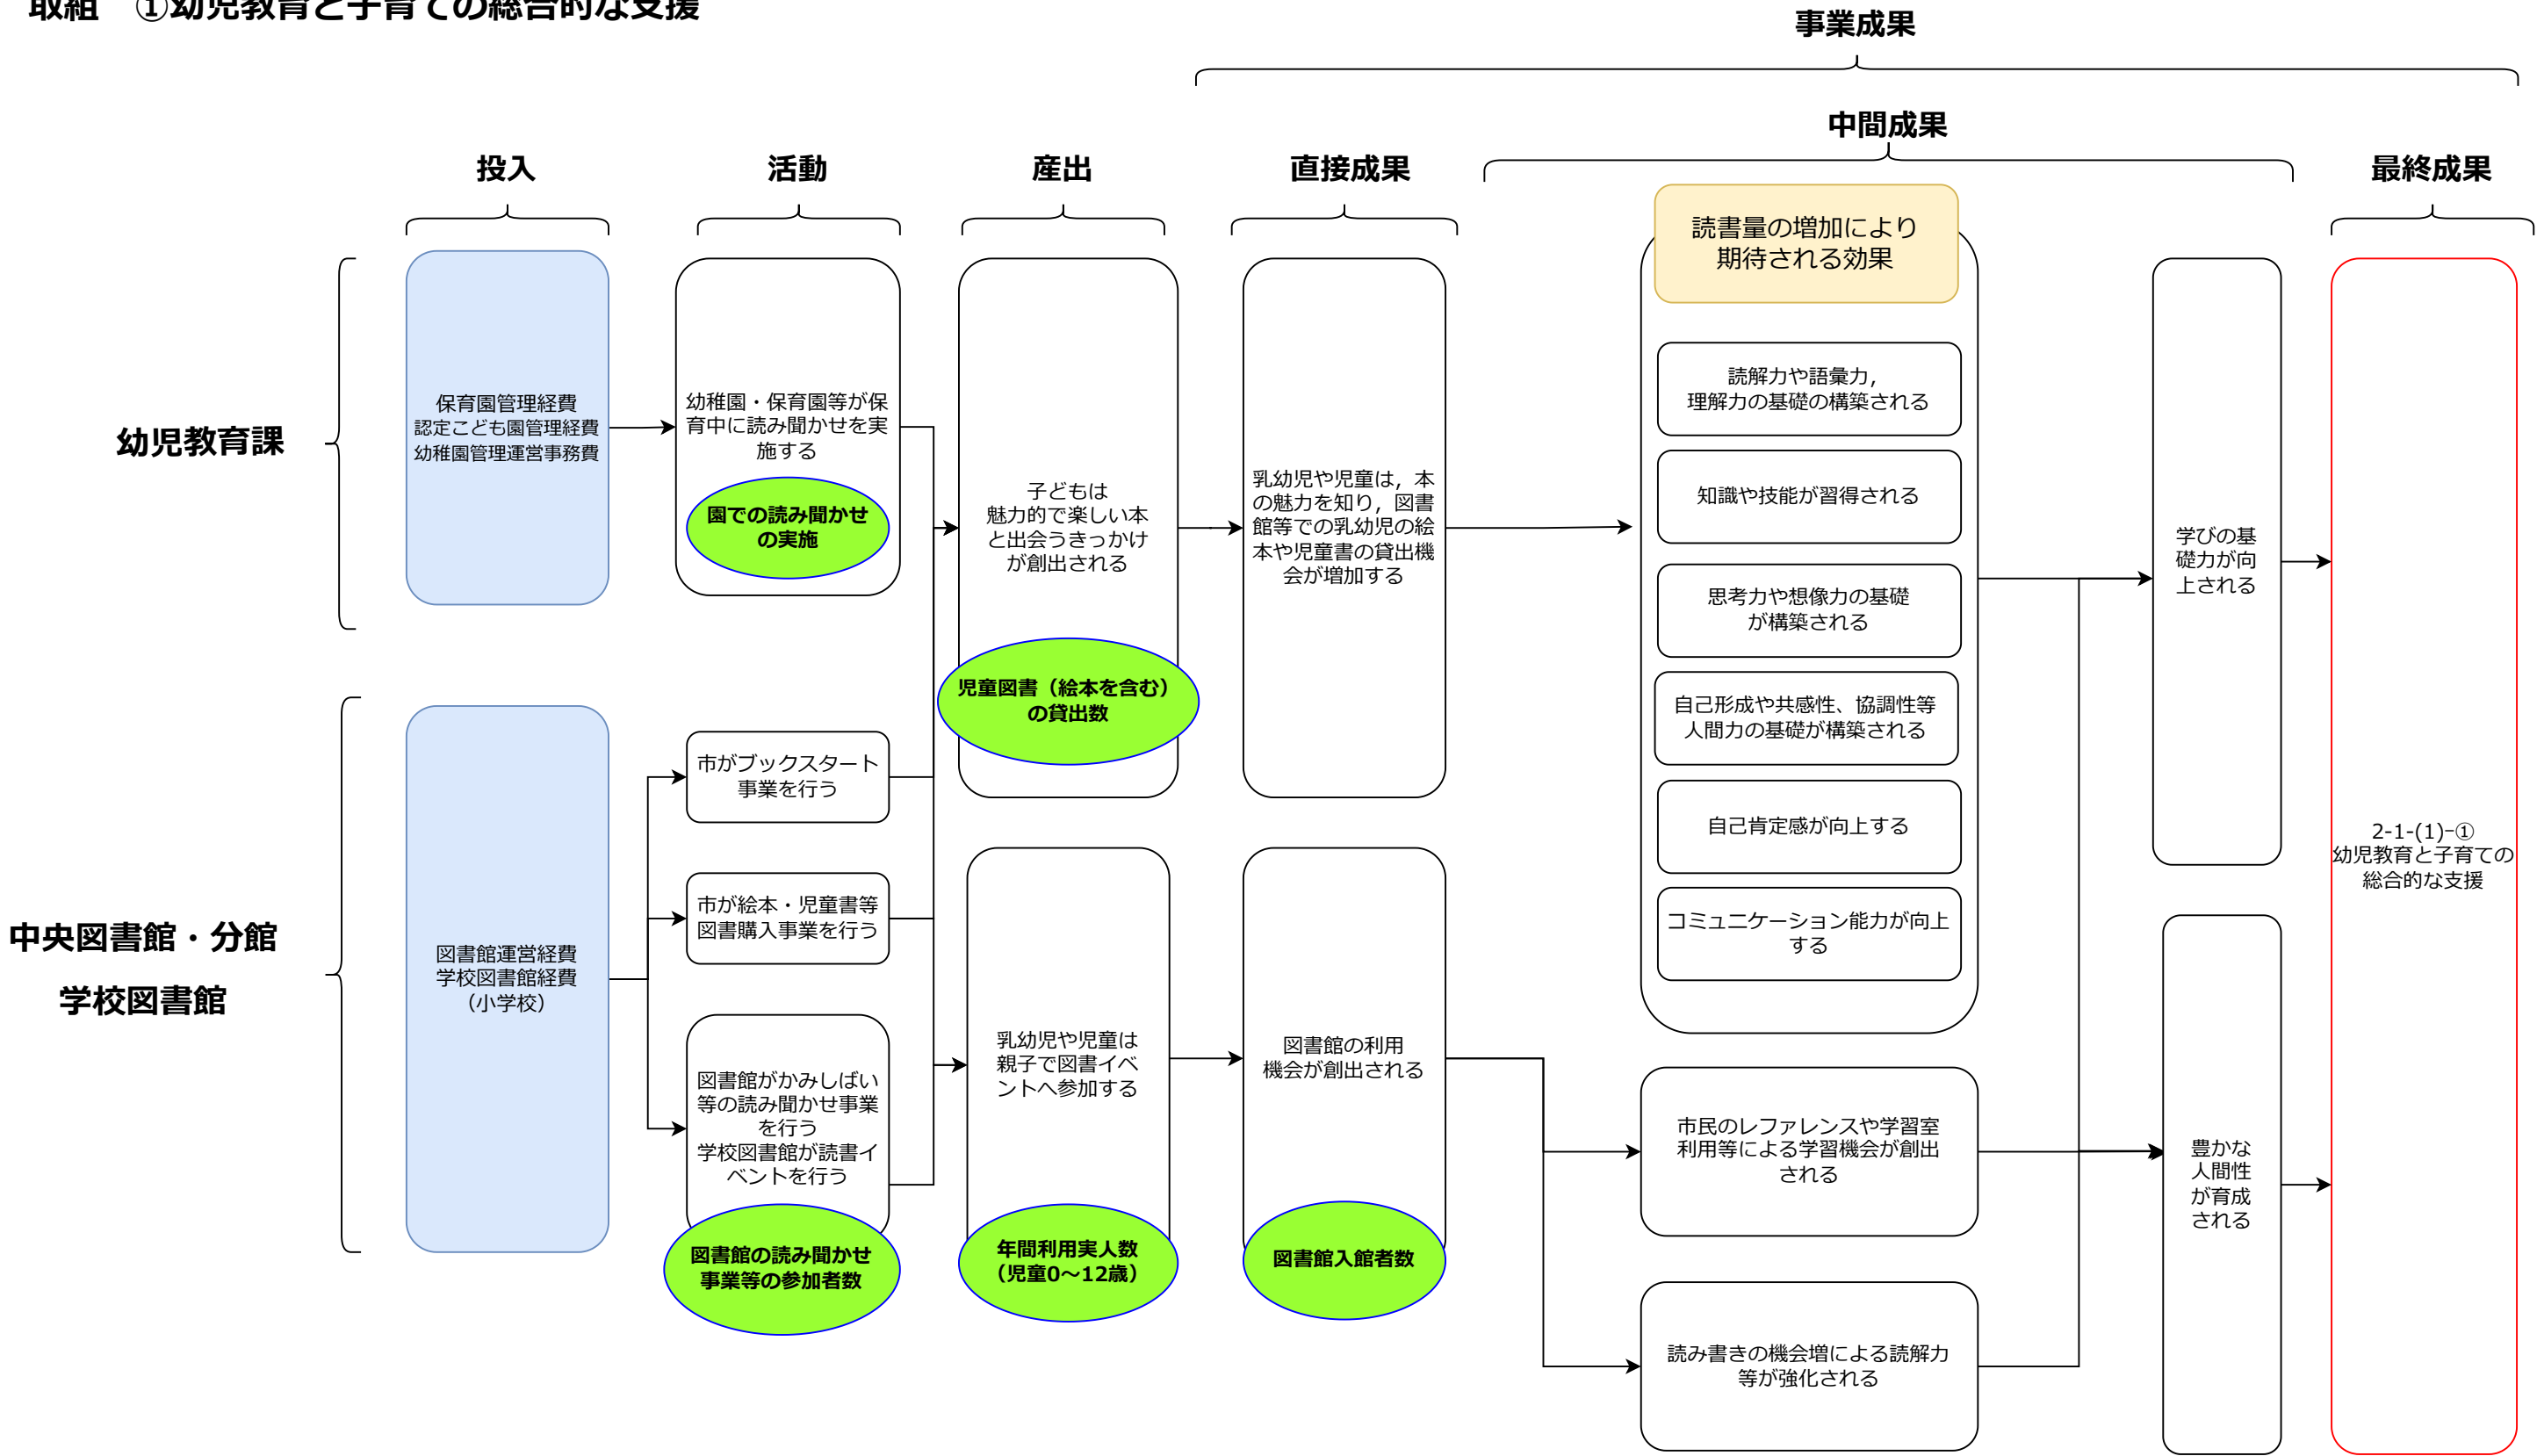 取組　①幼児教育と子育ての総合的な支援
事業成果
中間成果
投入
活動
産出
直接成果
最終成果
幼児教育課
保育園管理経費
認定こども園管理経費
幼稚園管理運営事務費
幼稚園・保育園等が保
育中に読み聞かせを実
施する
園での読み聞かせ
の実施
子どもは
魅力的で楽しい本
と出会うきっかけ
が創出される
児童図書（絵本を含む）
の貸出数
乳幼児や児童は，本
の魅力を知り，図書
館等での乳幼児の絵
本や児童書の貸出機
会が増加する
読書量の増加により
期待される効果
読解力や語彙力，
理解力の基礎の構築される
知識や技能が習得される
思考力や想像力の基礎
が構築される
自己形成や共感性、協調性等
人間力の基礎が構築される
自己肯定感が向上する
コミュニケーション能力が向上
する
学びの基
礎力が向
上される
2-1-(1)-①
幼児教育と子育ての
総合的な支援
中央図書館・分館
学校図書館
図書館運営経費
学校図書館経費
（小学校）
市がブックスタート
事業を行う
市が絵本・児童書等
図書購入事業を行う
図書館がかみしばい
等の読み聞かせ事業
を行う
学校図書館が読書イ
ベントを行う
図書館の読み聞かせ
事業等の参加者数
乳幼児や児童は
親子で図書イベ
ントへ参加する
年間利用実人数
（児童0～12歳）
図書館の利用
機会が創出される
図書館入館者数
市民のレファレンスや学習室
利用等による学習機会が創出
される
読み書きの機会増による読解力
等が強化される
豊かな
人間性
が育成
される